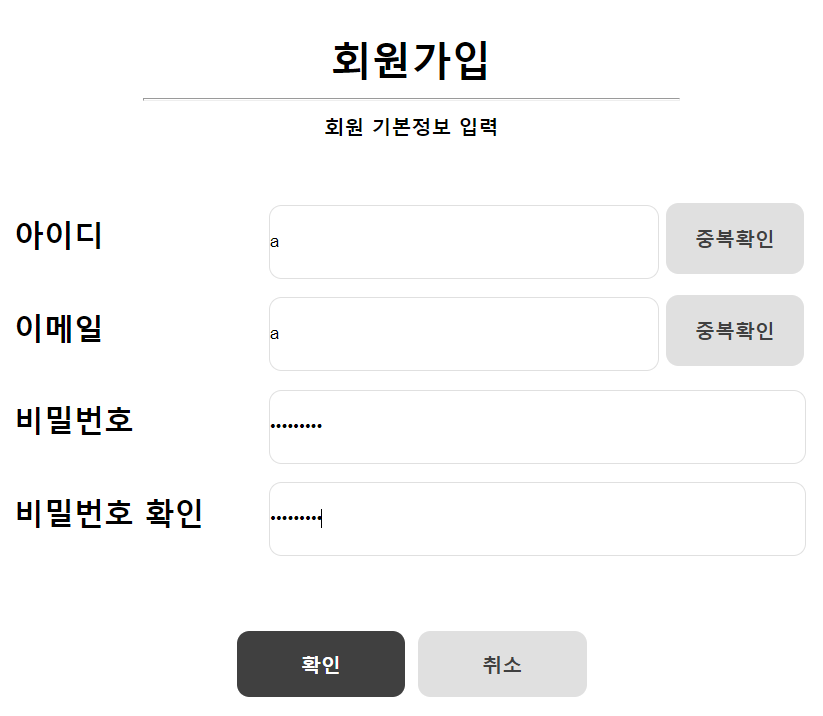 회원가입
회원 기본정보 입력
아이디 a 중복확인
이메일 a 중복확인
비밀번호 •••••••••
비밀번호 확인 •••••••••
확인 취소